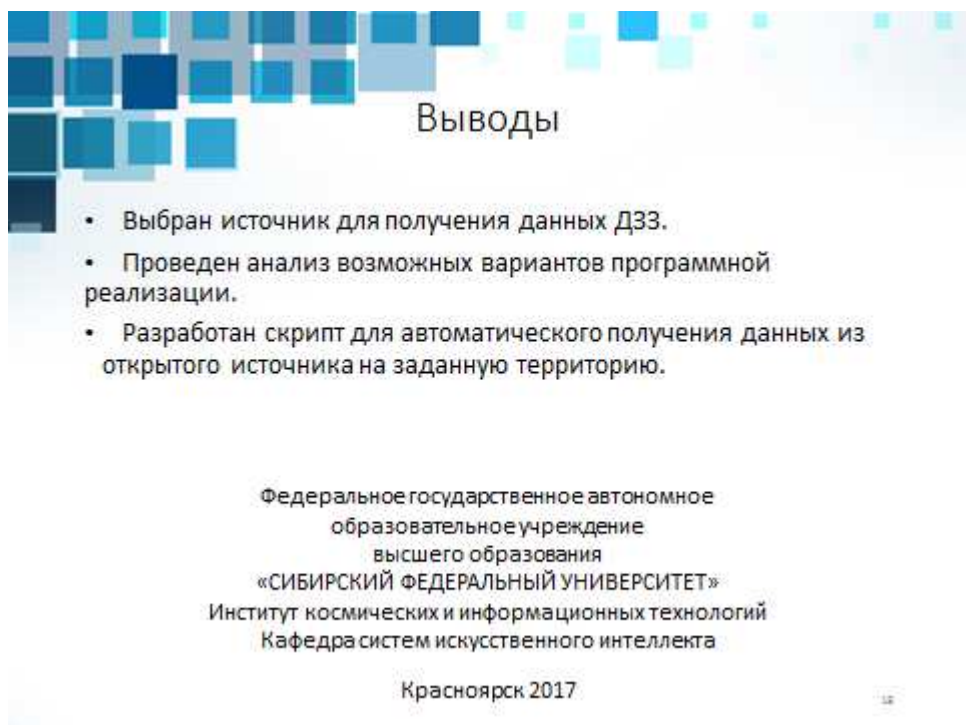 Выводы
• Выбран источник для получения данных ДЗЗ.
• Проведен анализ возможных вариантов программной
реализации.
• Разработан скрипт для автоматического получения данных из
открытого источника на заданную территорию.
Федеральное государственное автономное
образовательное учреждение
высшего образования
«СИБИРСКИЙ ФЕДЕРАЛЬНЫЙ УНИВЕРСИТЕТ»
Институт космических и информационных технологий
Кафедра систем искусственного интеллекта
Красноярск 2017